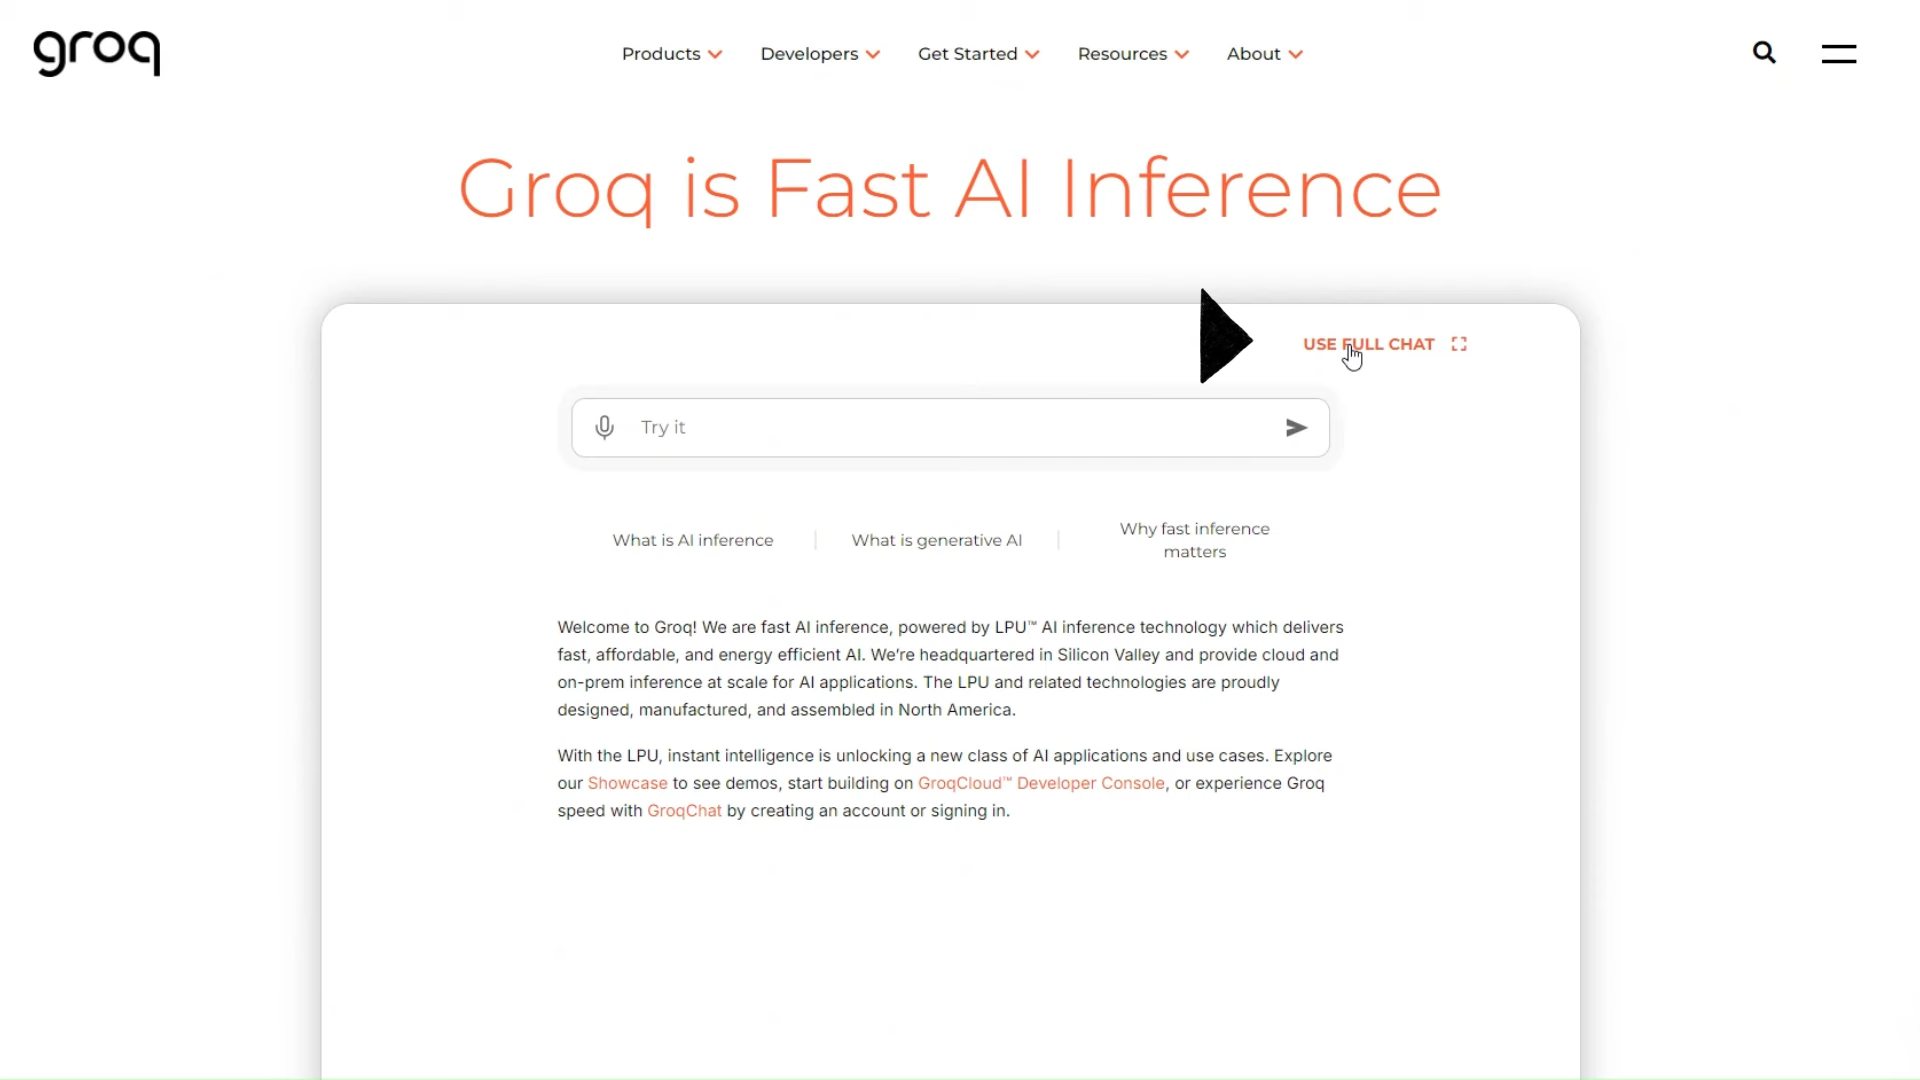 groq
Products
Developers
Get Started
Resources
About
Groq is Fast AI Inference
USE FULL CHAT
Try it
What is AI inference
What is generative AI
Why fast inference
matters
Welcome to Groq! We are fast AI inference, powered by LPU™ AI inference technology which delivers
fast, affordable, and energy efficient AI. We're headquartered in Silicon Valley and provide cloud and
on-prem inference at scale for AI applications. The LPU and related technologies are proudly
designed, manufactured, and assembled in North America.
With the LPU, instant intelligence is unlocking a new class of AI applications and use cases. Explore
our Showcase to see demos, start building on GroqCloud™ Developer Console, or experience Groq
speed with GroqChat by creating an account or signing in.